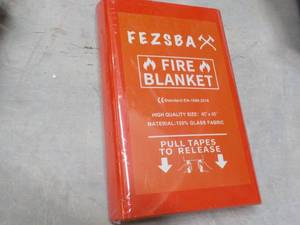 FEZSBA
FIRE
BLANKET
CE Standard EN-1869:2019
HIGH QUALITY SIZE: 40" x 40"
MATERIAL:100% GLASS FABRIC
PULL TAPES
TO RELEASE